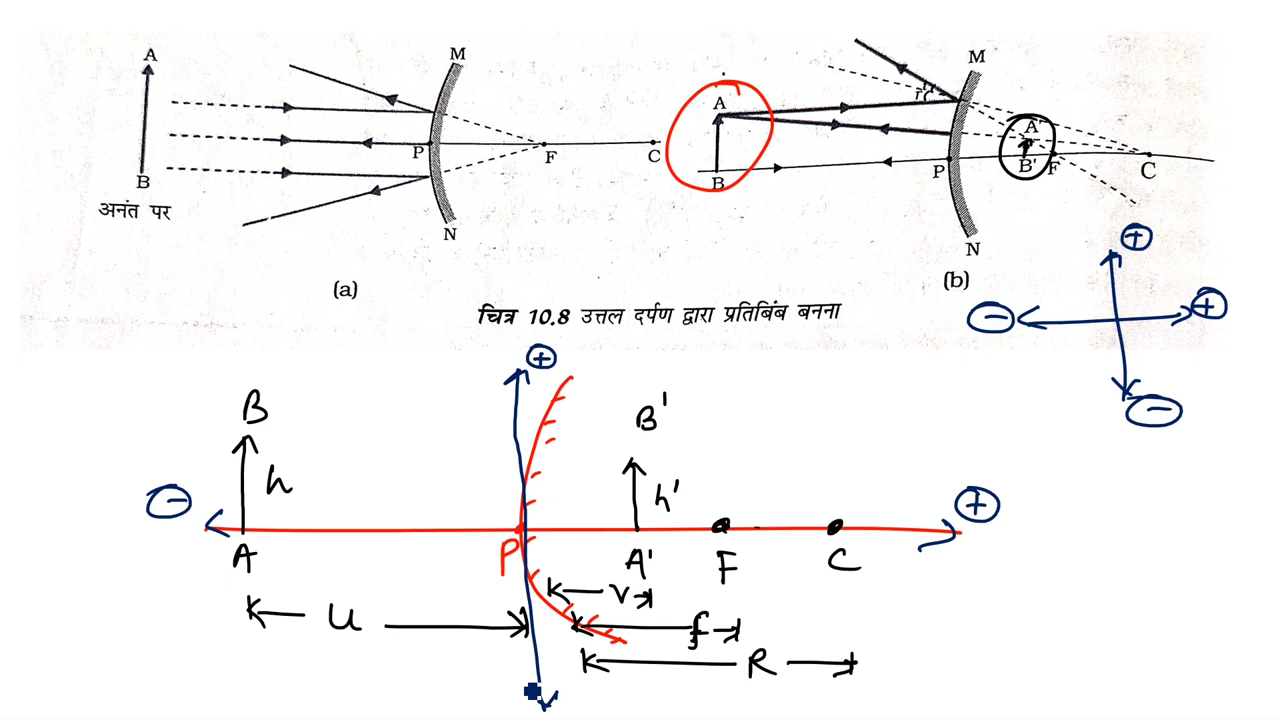 A
B
अनंत पर
M
P
F
C
N
(a)
A
B
M
r
P
A'
B'
F
C
N
(b)
चित्र 10.8 उत्तल दर्पण द्वारा प्रतिबिंब बनना
+
− +
−
+
B
h
B'
h'
− +
A
P
A'
F
C
u
v
f
R